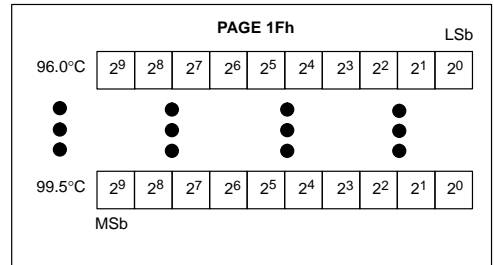 PAGE 1Fh
LSb
96.0°C 2⁹ 2⁸ 2⁷ 2⁶ 2⁵ 2⁴ 2³ 2² 2¹ 2⁰
99.5°C 2⁹ 2⁸ 2⁷ 2⁶ 2⁵ 2⁴ 2³ 2² 2¹ 2⁰
MSb